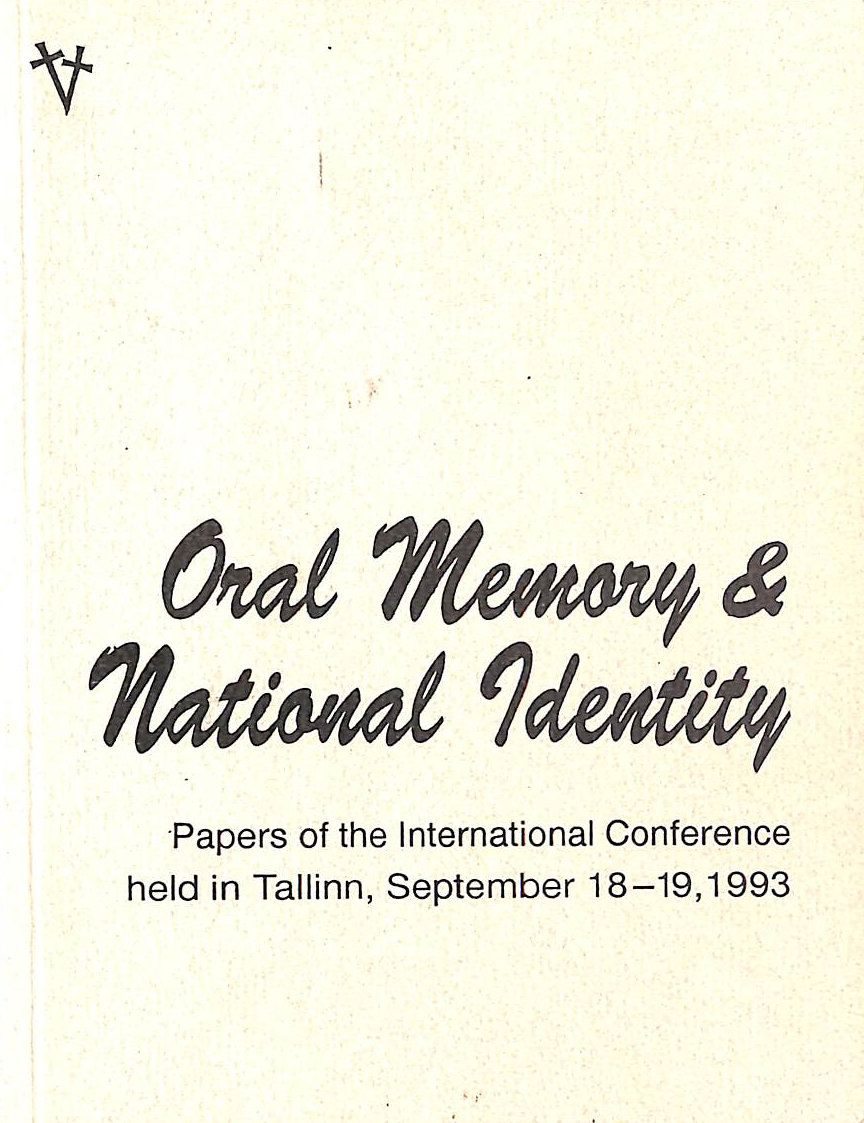 Oral Memory &
National Identity
Papers of the International Conference
held in Tallinn, September 18–19,1993